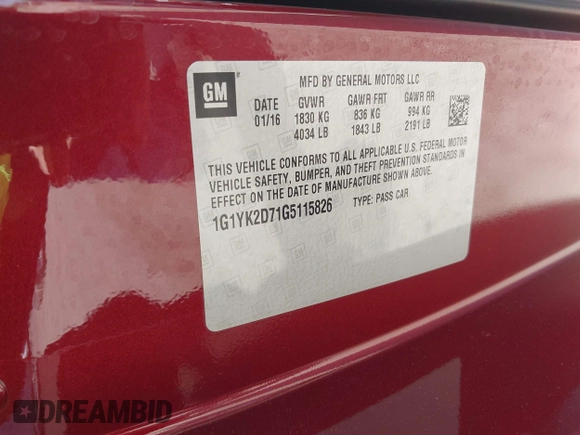 GM
MFD BY GENERAL MOTORS LLC
DATE GVWR GAWR FRT GAWR RR
01/16 1830 KG 836 KG 994 KG
4034 LB 1843 LB 2191 LB
THIS VEHICLE CONFORMS TO ALL APPLICABLE U.S. FEDERAL MOTOR
VEHICLE SAFETY, BUMPER, AND THEFT PREVENTION STANDARDS IN
EFFECT ON THE DATE OF MANUFACTURE SHOWN ABOVE.
1G1YK2D71G5115826 TYPE: PASS CAR
DREAMBID